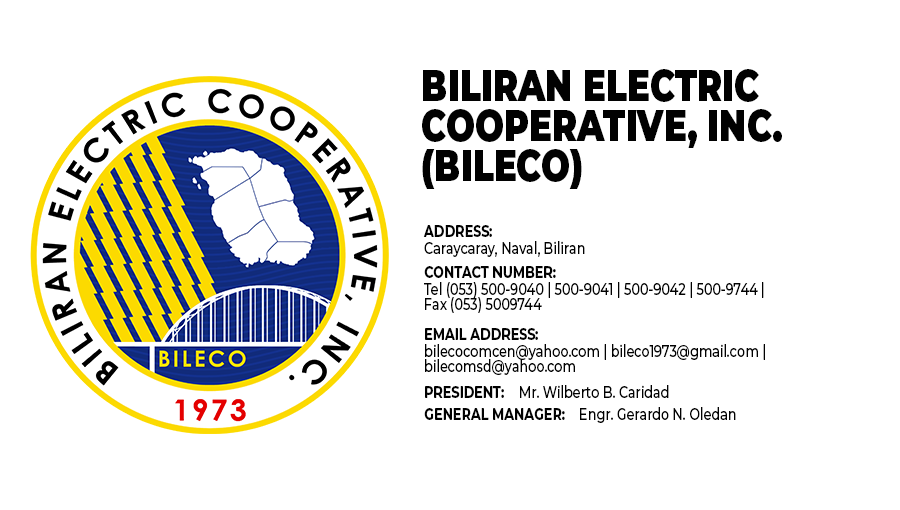 BILIRAN ELECTRIC COOPERATIVE, INC.
BILECO
1973
BILIRAN ELECTRIC
COOPERATIVE, INC.
(BILECO)
ADDRESS:
Caraycaray, Naval, Biliran
CONTACT NUMBER:
Tel (053) 500-9040 | 500-9041 | 500-9042 | 500-9744 |
Fax (053) 5009744
EMAIL ADDRESS:
bilecocomcen@yahoo.com | bileco1973@gmail.com |
bilecomsd@yahoo.com
PRESIDENT: Mr. Wilberto B. Caridad
GENERAL MANAGER: Engr. Gerardo N. Oledan